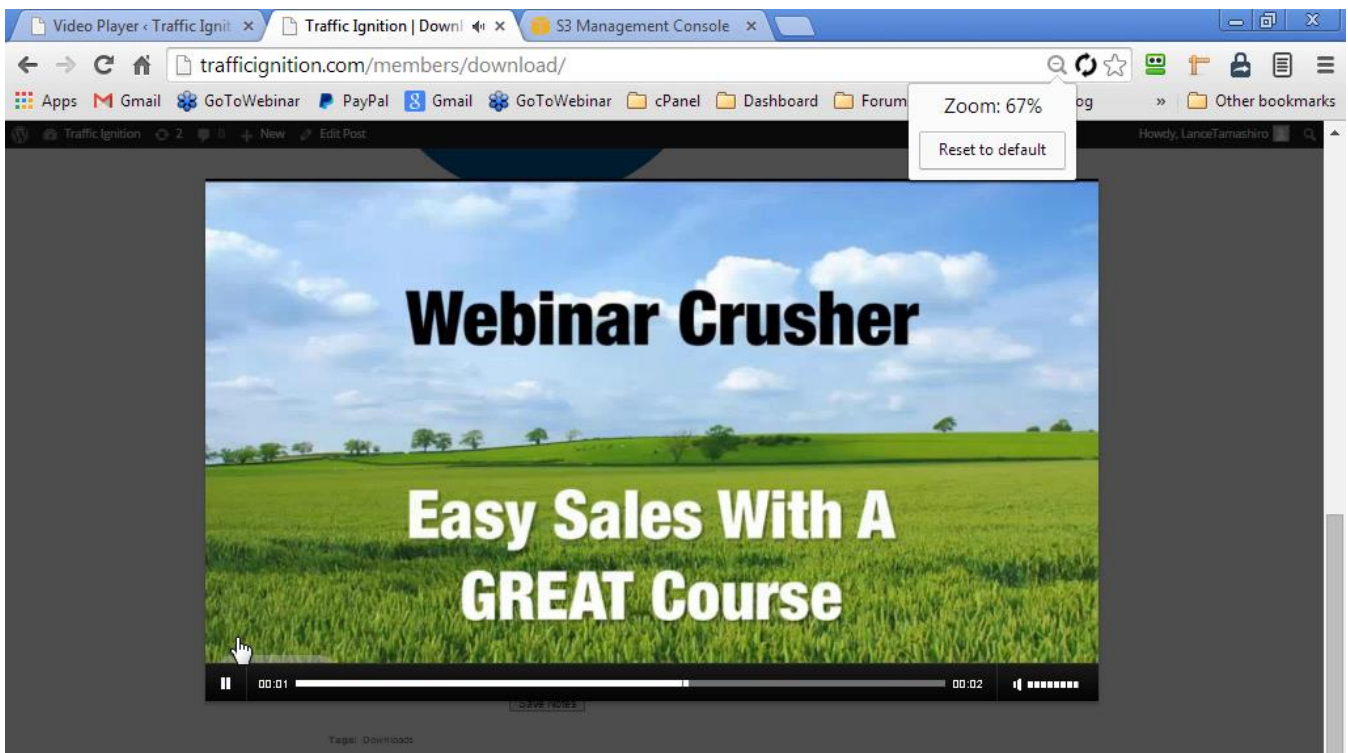 Video Player ‹ Traffic Ignit
Traffic Ignition | Downl
S3 Management Console
trafficignition.com/members/download/
Apps Gmail GoToWebinar PayPal Gmail GoToWebinar cPanel Dashboard Forum og » Other bookmarks
Zoom: 67%
Reset to default
Traffic Ignition 2 0 + New Edit Post Howdy, LanceTamashiro
Webinar Crusher
Easy Sales With A
GREAT Course
00:01 00:02
Save Notes
Tags: Downloads